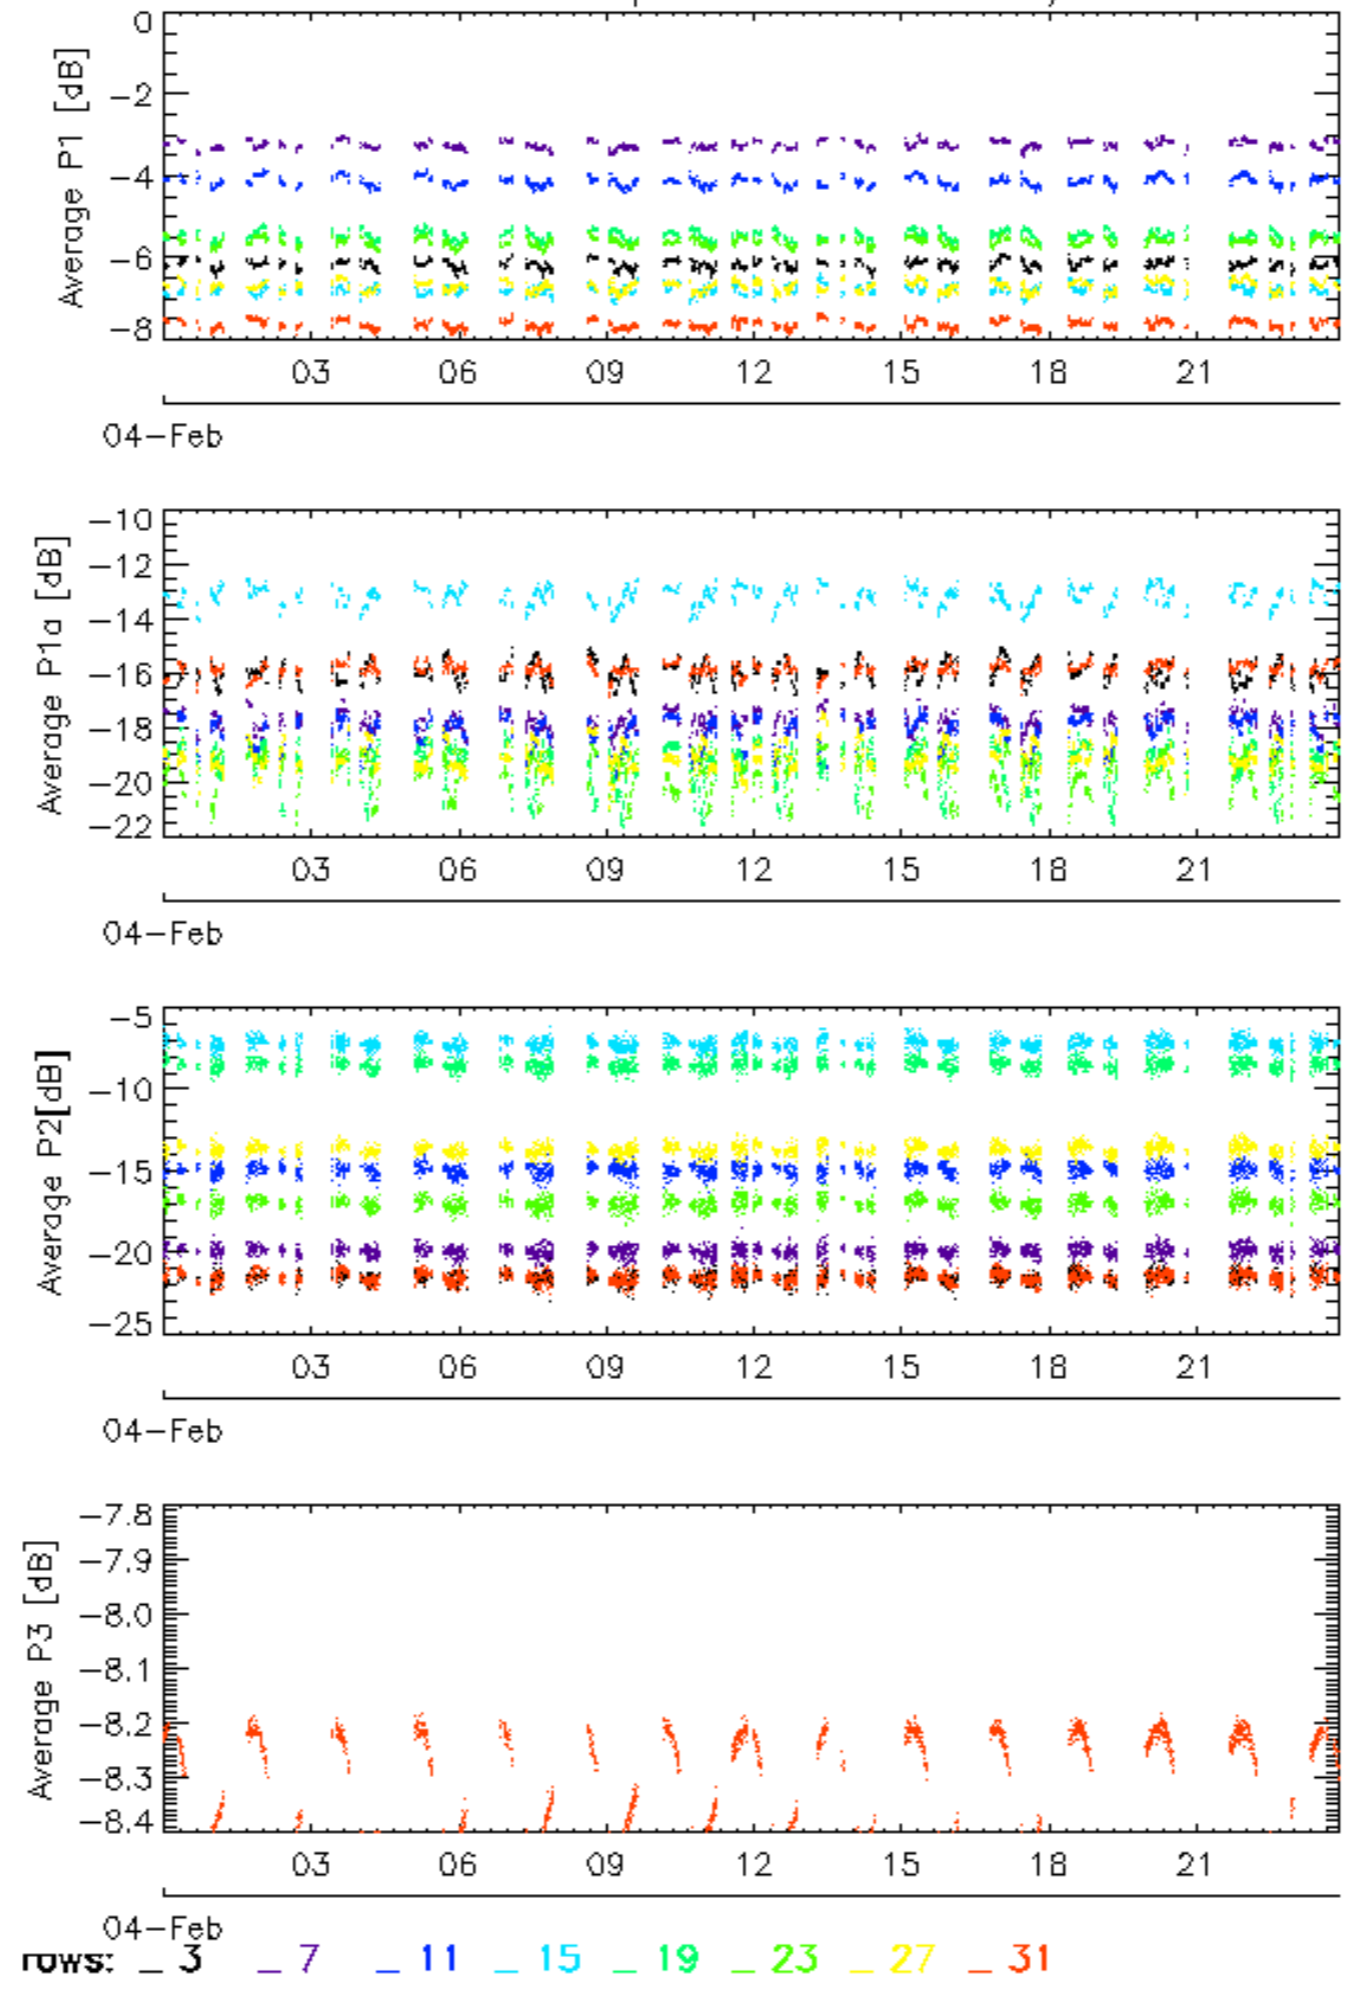 0
−2
−4
−6
−8
Average P1 [dB]
03 06 09 12 15 18 21
04−Feb
−10
−12
−14
−16
−18
−20
−22
Average P1a [dB]
03 06 09 12 15 18 21
04−Feb
−5
−10
−15
−20
−25
Average P2[dB]
03 06 09 12 15 18 21
04−Feb
−7.8
−7.9
−8.0
−8.1
−8.2
−8.3
−8.4
Average P3 [dB]
03 06 09 12 15 18 21
04−Feb
rows: _ 3 _ 7 _ 11 _ 15 _ 19 _ 23 _ 27 _ 31